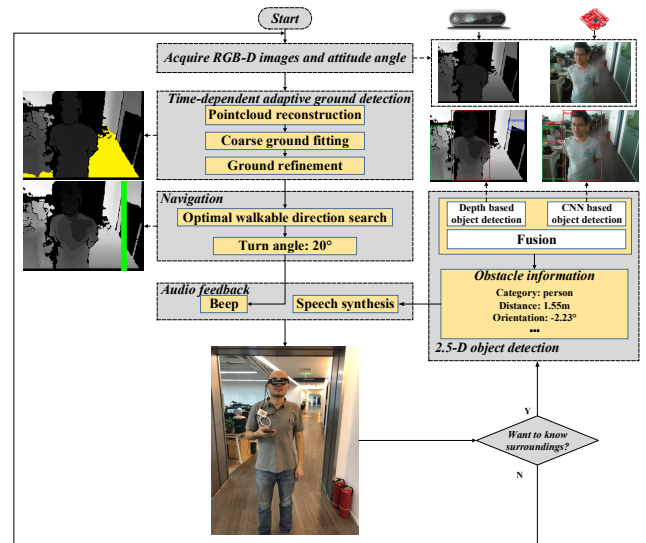 Start
Acquire RGB-D images and attitude angle
Time-dependent adaptive ground detection
Pointcloud reconstruction
Coarse ground fitting
Ground refinement
Navigation
Optimal walkable direction search
Turn angle: 20°
Audio feedback
Beep
Speech synthesis
Depth based
object detection
CNN based
object detection
Fusion
Obstacle information
Category: person
Distance: 1.55m
Orientation: -2.23°
...
2.5-D object detection
Y
Want to know
surroundings?
N